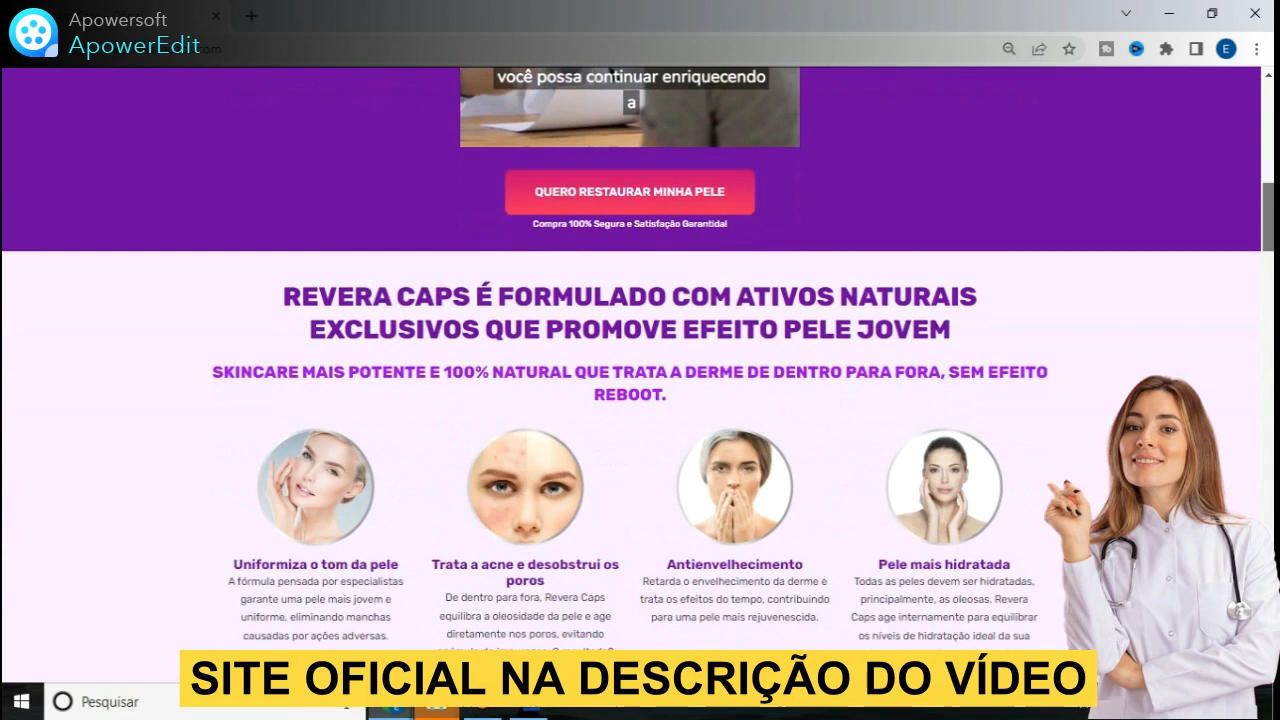 Apowersoft
ApowerEdit
você possa continuar enriquecendo
a
QUERO RESTAURAR MINHA PELE
Compra 100% Segura e Satisfação Garantida!
REVERA CAPS É FORMULADO COM ATIVOS NATURAIS
EXCLUSIVOS QUE PROMOVE EFEITO PELE JOVEM
SKINCARE MAIS POTENTE E 100% NATURAL QUE TRATA A DERME DE DENTRO PARA FORA, SEM EFEITO
REBOOT.
Uniformiza o tom da pele
A fórmula pensada por especialistas
garante uma pele mais jovem e
uniforme, eliminando manchas
causadas por ações adversas.
Trata a acne e desobstrui os
poros
De dentro para fora, Revera Caps
equilibra a oleosidade da pele e age
diretamente nos poros, evitando
Antienvelhecimento
Retarda o envelhecimento da derme e
trata os efeitos do tempo, contribuindo
para uma pele mais rejuvenescida.
Pele mais hidratada
Todas as peles devem ser hidratadas,
principalmente, as oleosas. Revera
Caps age internamente para equilibrar
os níveis de hidratação ideal da sua
SITE OFICIAL NA DESCRIÇÃO DO VÍDEO
Pesquisar
E